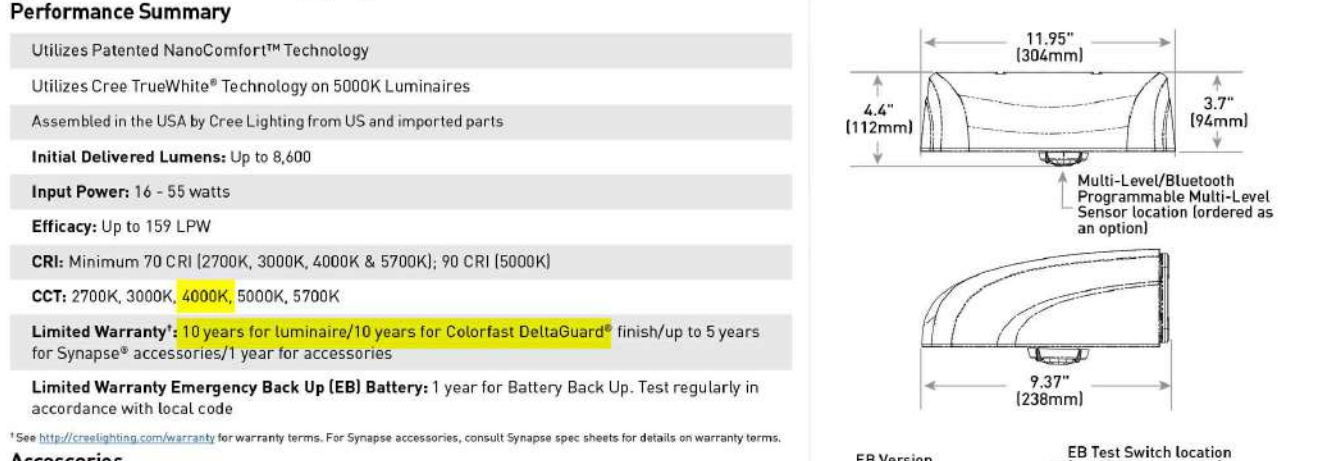 Performance Summary
Utilizes Patented NanoComfort™ Technology
Utilizes Cree TrueWhite® Technology on 5000K Luminaires
Assembled in the USA by Cree Lighting from US and imported parts
Initial Delivered Lumens: Up to 8,600
Input Power: 16 - 55 watts
Efficacy: Up to 159 LPW
CRI: Minimum 70 CRI (2700K, 3000K, 4000K & 5700K); 90 CRI (5000K)
CCT: 2700K, 3000K, 4000K, 5000K, 5700K
Limited Warranty†: 10 years for luminaire/10 years for Colorfast DeltaGuard® finish/up to 5 years
for Synapse® accessories/1 year for accessories
Limited Warranty Emergency Back Up (EB) Battery: 1 year for Battery Back Up. Test regularly in
accordance with local code
†See http://creelighting.com/warranty for warranty terms. For Synapse accessories, consult Synapse spec sheets for details on warranty terms.
Accessories
11.95"
(304mm)
4.4"
(112mm)
3.7"
(94mm)
Multi-Level/Bluetooth
Programmable Multi-Level
Sensor location (ordered as
an option)
9.37"
(238mm)
EB Version
EB Test Switch location